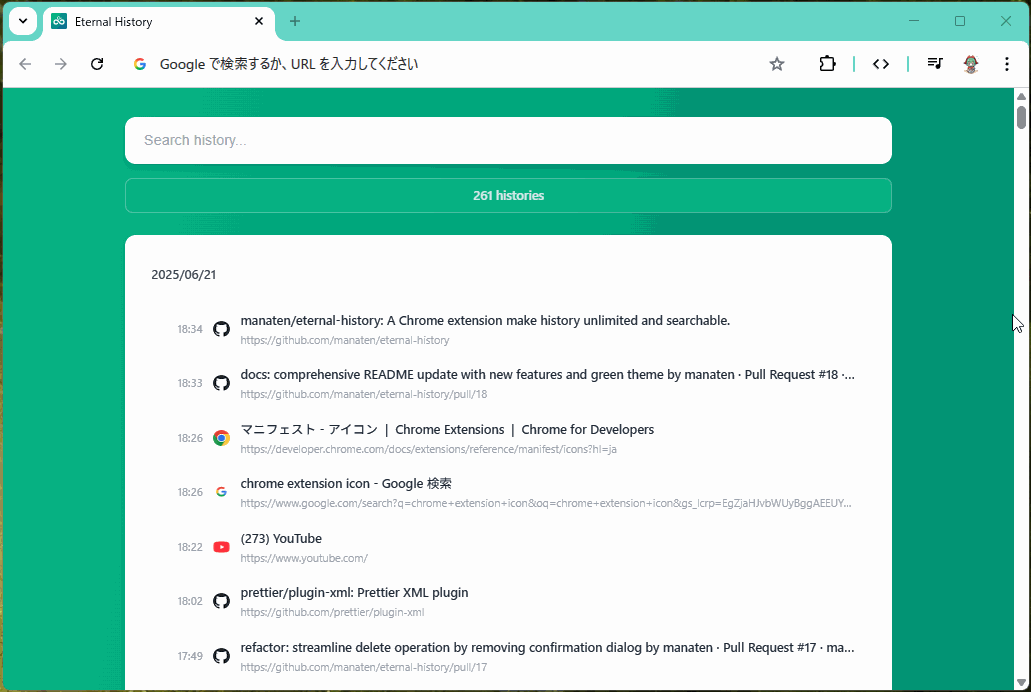 Eternal History
Google で検索するか、URL を入力してください
Search history...
261 histories
2025/06/21
18:34 manaten/eternal-history: A Chrome extension make history unlimited and searchable.
https://github.com/manaten/eternal-history
18:33 docs: comprehensive README update with new features and green theme by manaten · Pull Request #18 ·...
https://github.com/manaten/eternal-history/pull/18
18:26 マニフェスト - アイコン | Chrome Extensions | Chrome for Developers
https://developer.chrome.com/docs/extensions/reference/manifest/icons?hl=ja
18:26 chrome extension icon - Google 検索
https://www.google.com/search?q=chrome+extension+icon&oq=chrome+extension+icon&gs_lcrp=EgZjaHJvbWUyBggAEEUY...
18:22 (273) YouTube
https://www.youtube.com/
18:02 prettier/plugin-xml: Prettier XML plugin
https://github.com/prettier/plugin-xml
17:49 refactor: streamline delete operation by removing confirmation dialog by manaten · Pull Request #17 · ma...
https://github.com/manaten/eternal-history/pull/17